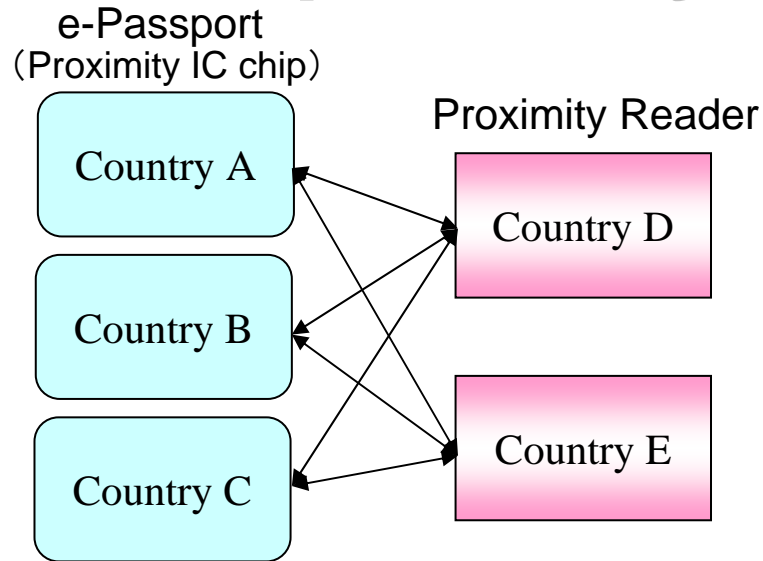 e-Passport
（Proximity IC chip）
Proximity Reader
Country A
Country B
Country C
Country D
Country E